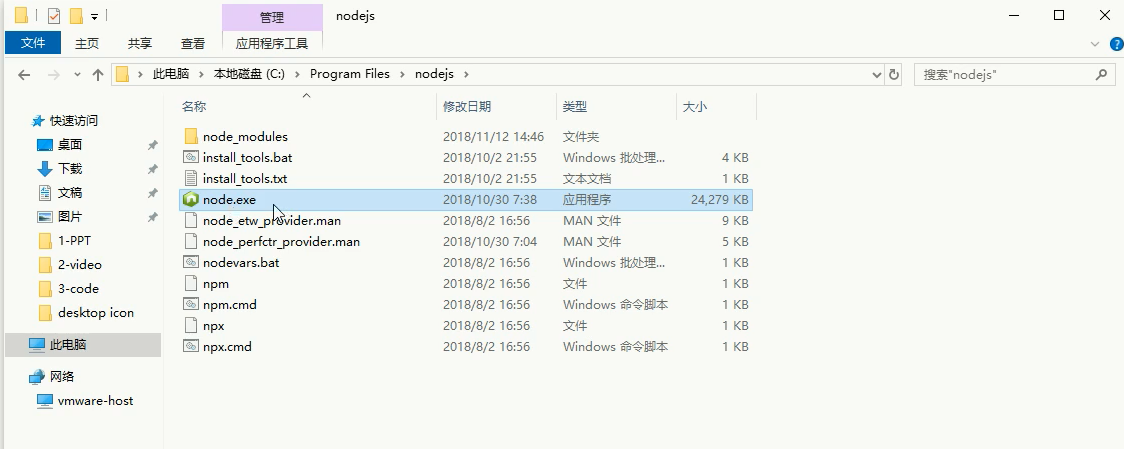 管理
nodejs
文件 主页 共享 查看 应用程序工具
此电脑 本地磁盘 (C:) Program Files nodejs
搜索"nodejs"
名称 修改日期 类型 大小
快速访问
桌面
下载
文稿
图片
1-PPT
2-video
3-code
desktop icon
此电脑
网络
vmware-host
node_modules 2018/11/12 14:46 文件夹
install_tools.bat 2018/10/2 21:55 Windows 批处理... 4 KB
install_tools.txt 2018/10/2 21:55 文本文档 1 KB
node.exe 2018/10/30 7:38 应用程序 24,279 KB
node_etw_provider.man 2018/8/2 16:56 MAN 文件 9 KB
node_perfctr_provider.man 2018/10/30 7:04 MAN 文件 5 KB
nodevars.bat 2018/8/2 16:56 Windows 批处理... 1 KB
npm 2018/8/2 16:56 文件 1 KB
npm.cmd 2018/8/2 16:56 Windows 命令脚本 1 KB
npx 2018/8/2 16:56 文件 1 KB
npx.cmd 2018/8/2 16:56 Windows 命令脚本 1 KB